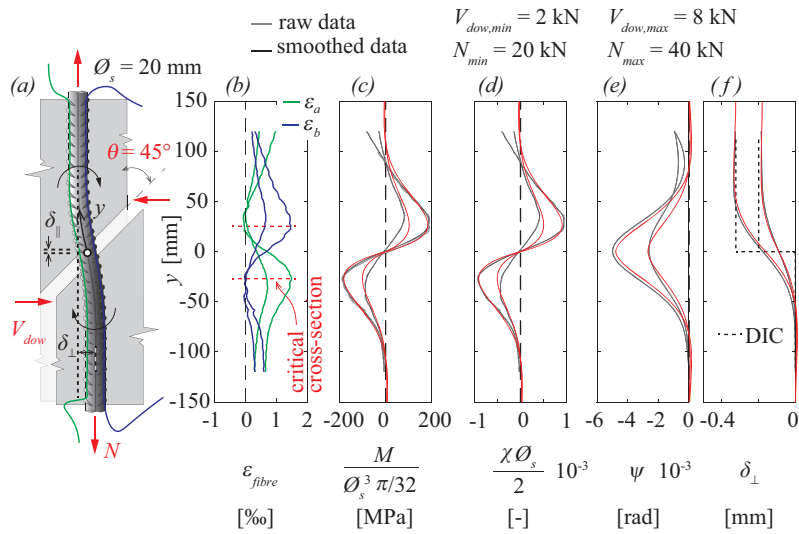 raw data
smoothed data
V_dow,min = 2 kN
N_min = 20 kN
V_dow,max = 8 kN
N_max = 40 kN
(a)
Ø_s = 20 mm
(b)
(c)
(d)
(e)
(f)
ε_a
ε_b
θ = 45°
y
δ_∥
V_dow
δ_⊥
N
y [mm]
150
100
50
0
-50
-100
-150
critical
cross-section
DIC
-1 0 1 2
-200 0 200
-1 0 1
-6 -4 -2 0
-0.4 0
ε_fibre
[‰]
M
Ø_s³ π/32
[MPa]
χØ_s
2
10⁻³
[-]
ψ 10⁻³
[rad]
δ_⊥
[mm]